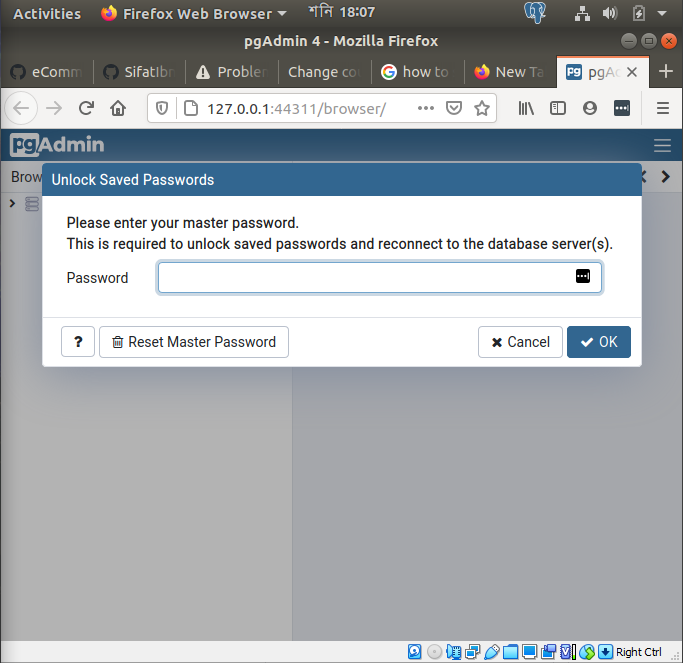 Activities Firefox Web Browser শনি 18:07
pgAdmin 4 - Mozilla Firefox
eComm SifatIbr Probler Change co how to New Ta pgAc
127.0.0.1:44311/browser/
pgAdmin
Brow
Unlock Saved Passwords
Please enter your master password.
This is required to unlock saved passwords and reconnect to the database server(s).
Password
? Reset Master Password Cancel OK
Right Ctrl